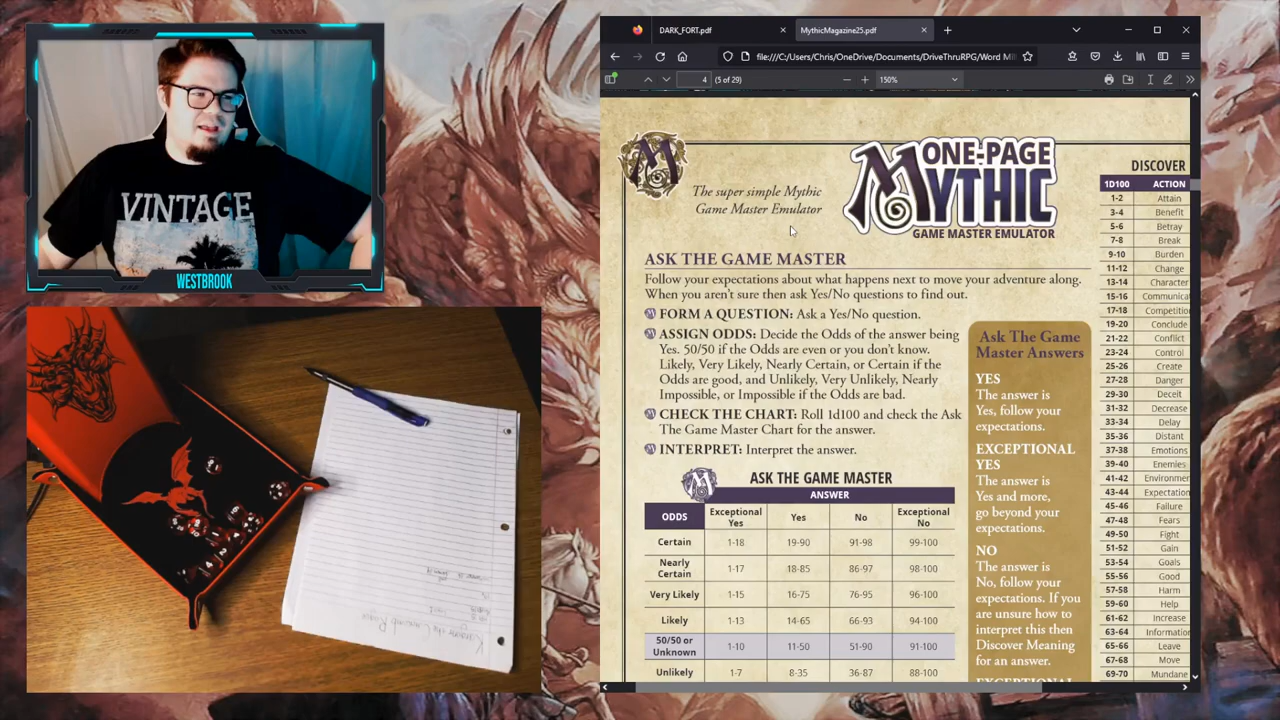 VINTAGE
WESTBROOK
DARK_FORT.pdf
MythicMagazine25.pdf
file:///C:/Users/Chris/OneDrive/Documents/DriveThruRPG/Word Mil
4
(5 of 29)
150%
The super simple Mythic
Game Master Emulator
ONE-PAGE
MYTHIC
GAME MASTER EMULATOR
ASK THE GAME MASTER
Follow your expectations about what happens next to move your adventure along.
When you aren't sure then ask Yes/No questions to find out.
FORM A QUESTION: Ask a Yes/No question.
ASSIGN ODDS: Decide the Odds of the answer being
Yes. 50/50 if the Odds are even or you don't know.
Likely, Very Likely, Nearly Certain, or Certain if the
Odds are good, and Unlikely, Very Unlikely, Nearly
Impossible, or Impossible if the Odds are bad.
CHECK THE CHART: Roll 1d100 and check the Ask
The Game Master Chart for the answer.
INTERPRET: Interpret the answer.
ASK THE GAME MASTER
ANSWER
ODDS Exceptional Yes Yes No Exceptional No
Certain 1-18 19-90 91-98 99-100
Nearly Certain 1-17 18-85 86-97 98-100
Very Likely 1-15 16-75 76-95 96-100
Likely 1-13 14-65 66-93 94-100
50/50 or Unknown 1-10 11-50 51-90 91-100
Unlikely 1-7 8-35 36-87 88-100
Ask The Game
Master Answers
YES
The answer is
Yes, follow your
expectations.
EXCEPTIONAL
YES
The answer is
Yes and more,
go beyond your
expectations.
NO
The answer is
No, follow your
expectations. If you
are unsure how to
interpret this then
Discover Meaning
for an answer.
EXCEPTIONAL
DISCOVER
1D100 ACTION
1-2 Attain
3-4 Benefit
5-6 Betray
7-8 Break
9-10 Burden
11-12 Change
13-14 Character
15-16 Communica
17-18 Competitio
19-20 Conclude
21-22 Conflict
23-24 Control
25-26 Create
27-28 Danger
29-30 Deceit
31-32 Decrease
33-34 Delay
35-36 Distant
37-38 Emotions
39-40 Enemies
41-42 Environmen
43-44 Expectation
45-46 Failure
47-48 Fears
49-50 Fight
51-52 Gain
53-54 Goals
55-56 Good
57-58 Harm
59-60 Help
61-62 Increase
63-64 Information
65-66 Leave
67-68 Move
69-70 Mundane